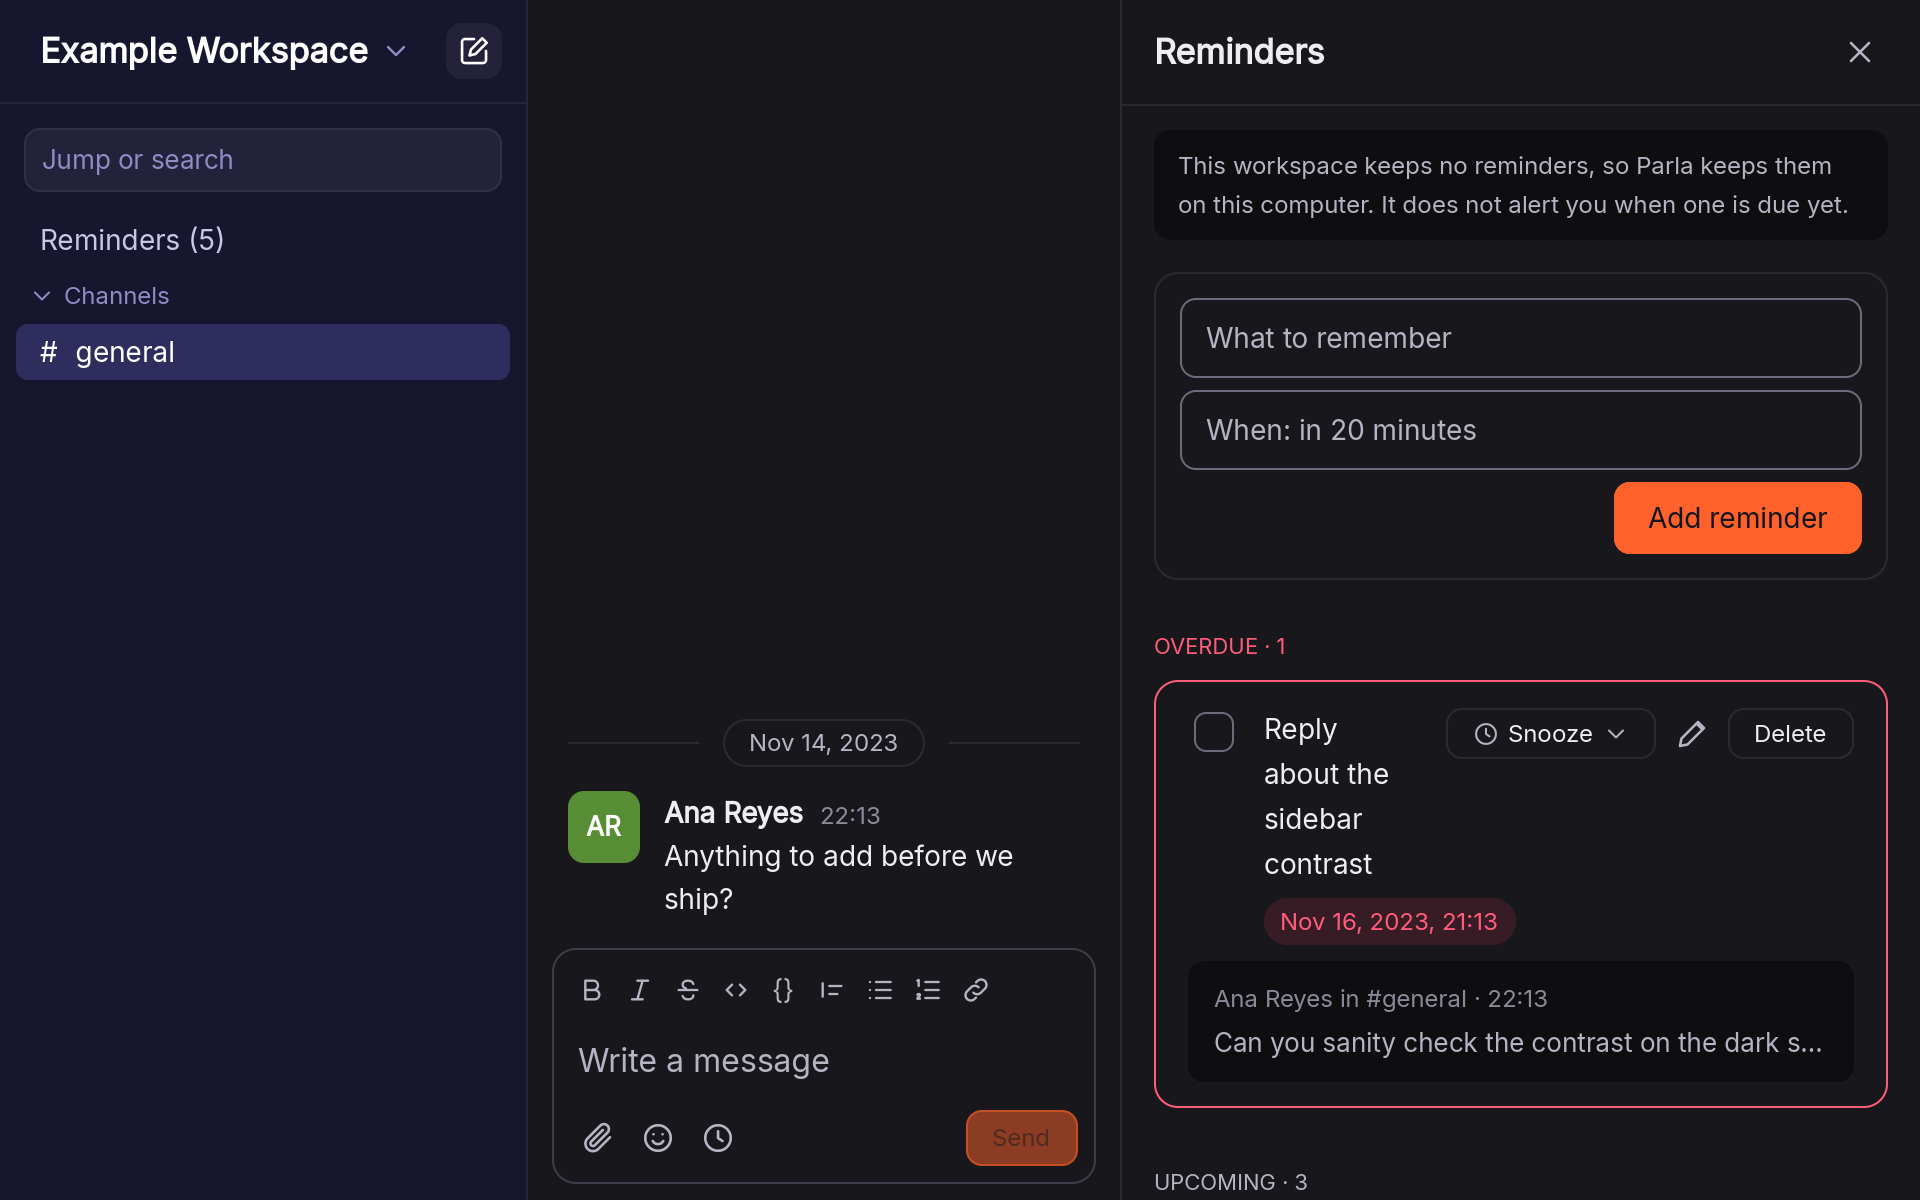 Example Workspace
Jump or search
Reminders (5)
Channels
# general
Nov 14, 2023
AR
Ana Reyes 22:13
Anything to add before we
ship?
Write a message
Send
Reminders
This workspace keeps no reminders, so Parla keeps them
on this computer. It does not alert you when one is due yet.
What to remember
When: in 20 minutes
Add reminder
OVERDUE · 1
Reply
about the
sidebar
contrast
Snooze
Delete
Nov 16, 2023, 21:13
Ana Reyes in #general · 22:13
Can you sanity check the contrast on the dark s...
UPCOMING · 3